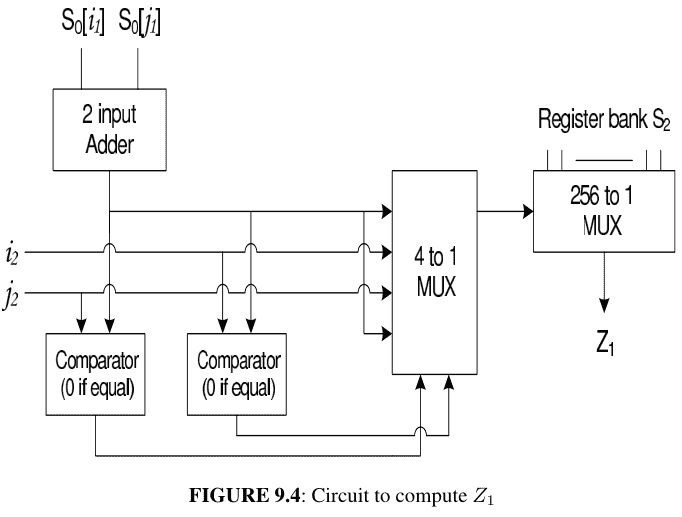 S₀[i₁] S₀[j₁]
2 input
Adder
Register bank S₂
256 to 1
MUX
4 to 1
MUX
i₂
j₂
Z₁
Comparator
(0 if equal)
Comparator
(0 if equal)
FIGURE 9.4: Circuit to compute Z₁